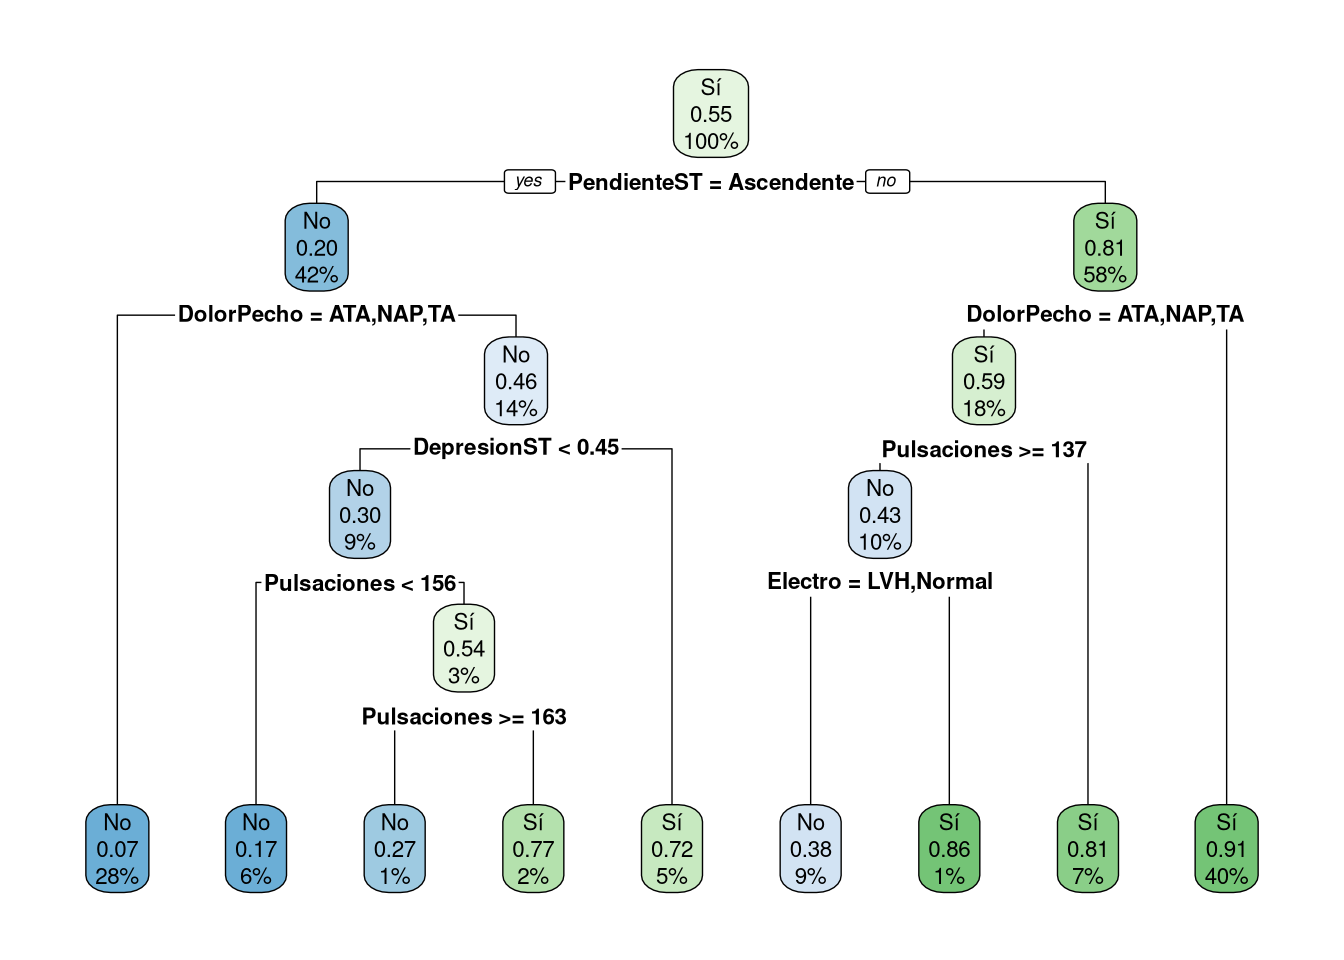 Sí
0.55
100%
yes PendienteST = Ascendente no
No
0.20
42%
Sí
0.81
58%
DolorPecho = ATA,NAP,TA
DolorPecho = ATA,NAP,TA
No
0.46
14%
Sí
0.59
18%
DepresionST < 0.45
Pulsaciones >= 137
No
0.30
9%
No
0.43
10%
Pulsaciones < 156
Electro = LVH,Normal
Sí
0.54
3%
Pulsaciones >= 163
No
0.07
28%
No
0.17
6%
No
0.27
1%
Sí
0.77
2%
Sí
0.72
5%
No
0.38
9%
Sí
0.86
1%
Sí
0.81
7%
Sí
0.91
40%